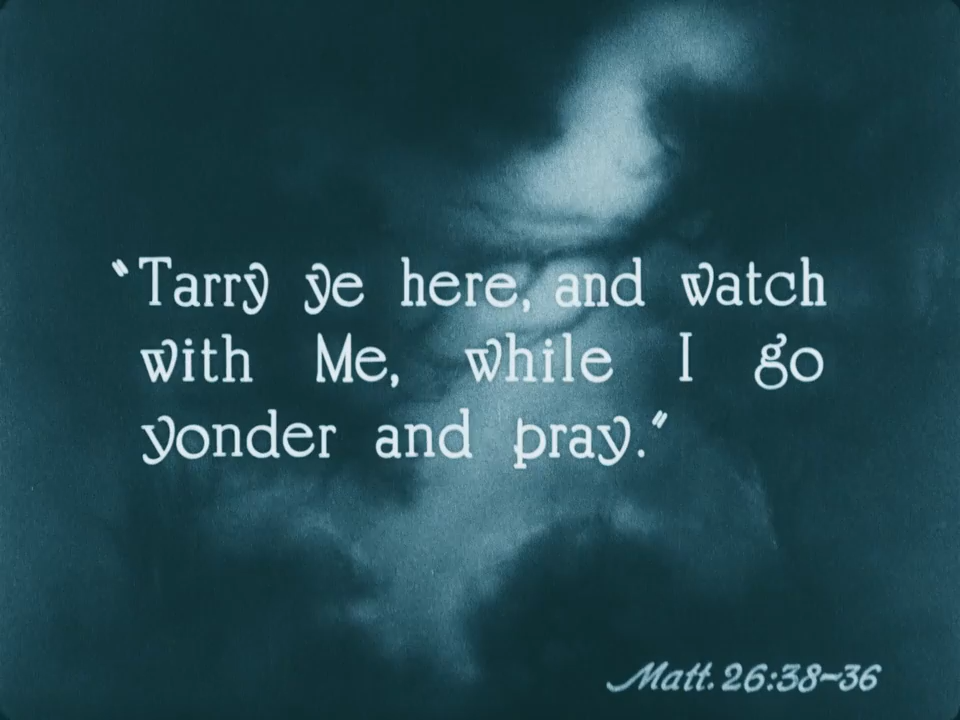 "Tarry ye here, and watch
with Me, while I go
yonder and pray."
Matt. 26:38-36